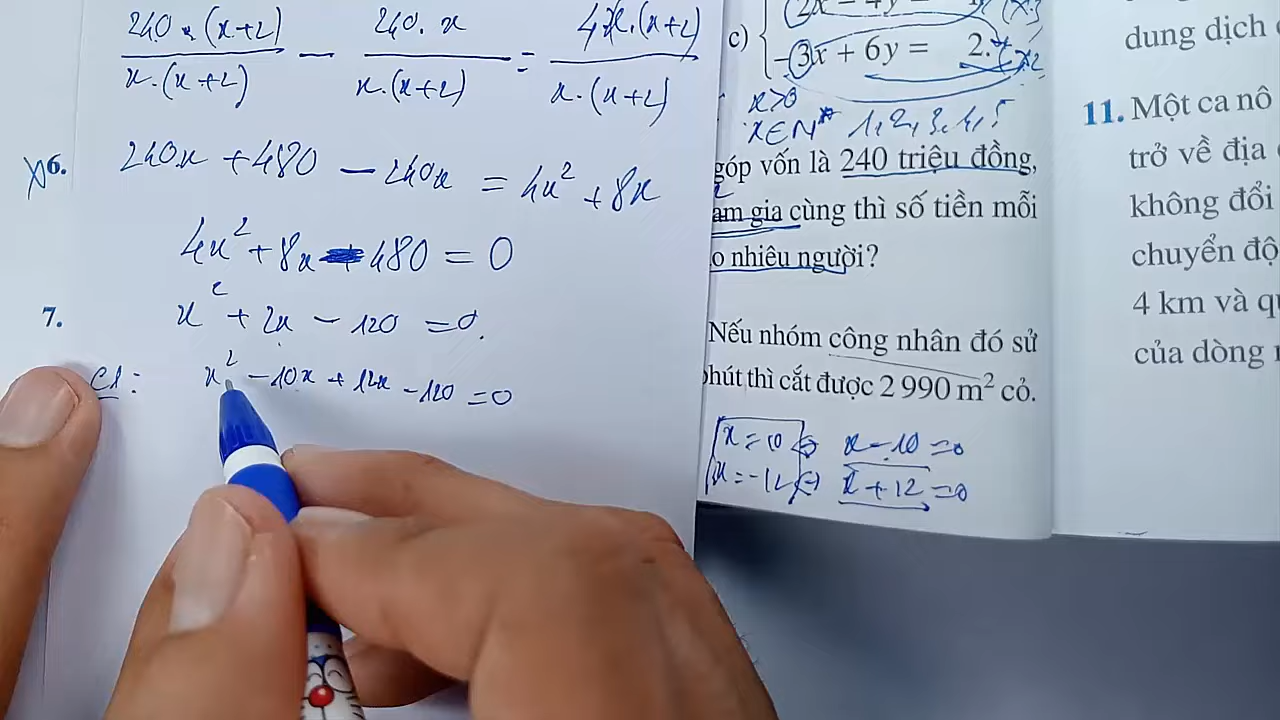 240.(x+2)/x.(x+2) — 240.x/x.(x+2) = 4x.(x+2)/x.(x+2)
6. 240x + 480 — 240x = 4x² + 8x
4x² + 8x - 480 = 0
7. x² + 2x - 120 = 0.
C1: x² - 10x + 12x - 120 = 0
c)
-3x + 6y = 2.
x>0
x∈N* 1, 2, 3, 4, 5
góp vốn là 240 triệu đồng,
gia cùng thì số tiền mỗi
nhiêu người?
Nếu nhóm công nhân đó sử
phút thì cắt được 2 990 m² cỏ.
x = 10 ⇔ x - 10 = 0
x = -12 ⇔ x + 12 = 0
dung dịch
11. Một ca nô
trở về địa
không đổi
chuyển độ
4 km và
của dòng